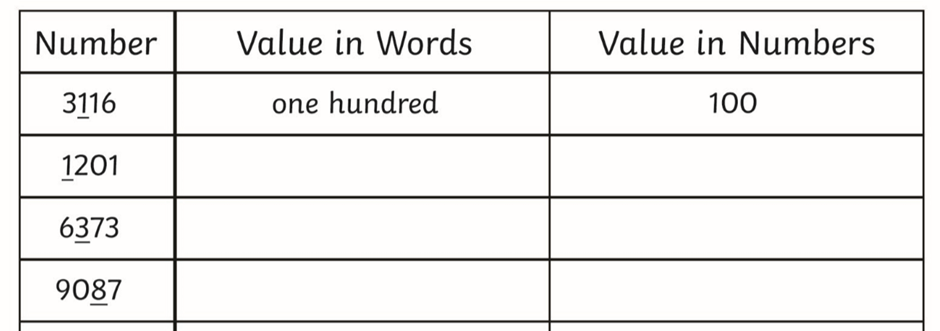 Number Value in Words Value in Numbers
3116 one hundred 100
1201
6373
9087